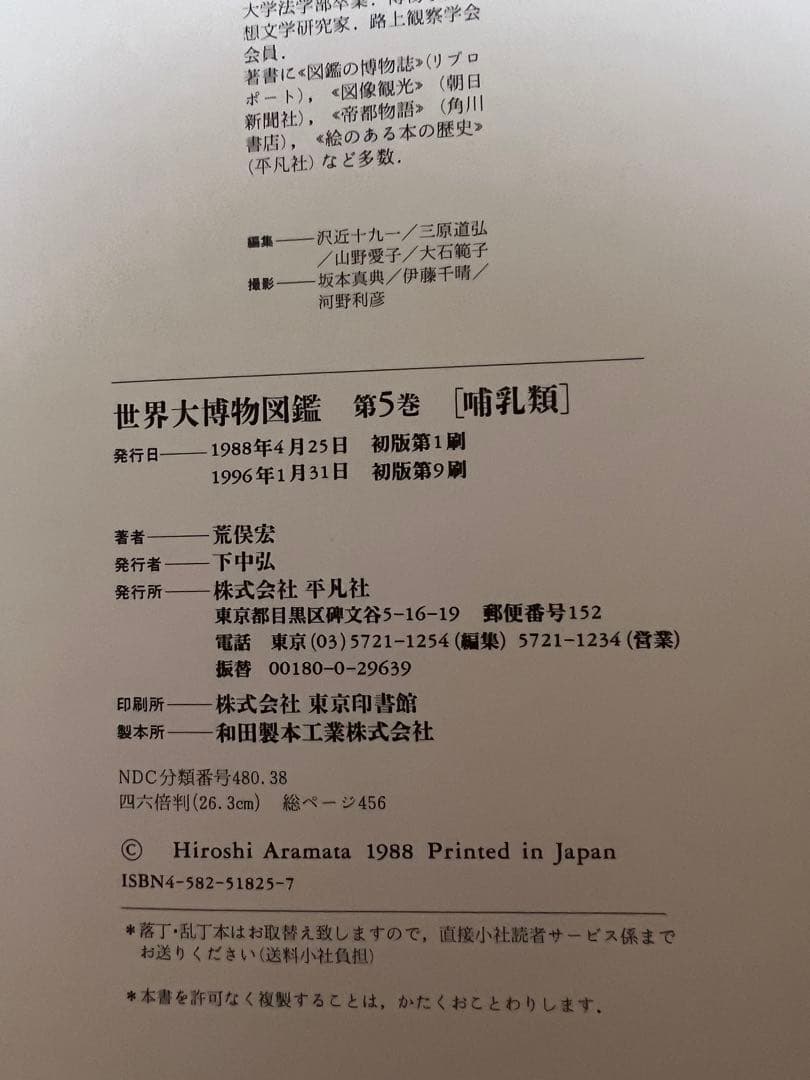 大学法学部卒業．博物
想文学研究家．路上観察学会
会員．
著書に《図鑑の博物誌》(リブロ
ポート)，《図像観光》(朝日
新聞社)，《帝都物語》(角川
書店)，《絵のある本の歴史》
(平凡社)など多数．
編集――沢近十九一／三原道弘
／山野愛子／大石範子
撮影――坂本真典／伊藤千晴／
河野利彦
世界大博物図鑑　第5巻　[哺乳類]
発行日――1988年4月25日　初版第1刷
1996年1月31日　初版第9刷
著者――荒俣宏
発行者――下中弘
発行所――株式会社 平凡社
東京都目黒区碑文谷5-16-19　郵便番号152
電話　東京(03)5721-1254(編集) 5721-1234(営業)
振替　00180-0-29639
印刷所――株式会社 東京印書館
製本所――和田製本工業株式会社
NDC分類番号480.38
四六倍判(26.3cm)　総ページ456
© Hiroshi Aramata 1988 Printed in Japan
ISBN4-582-51825-7
*落丁・乱丁本はお取替え致しますので，直接小社読者サービス係まで
お送りください(送料小社負担)
*本書を許可なく複製することは，かたくおことわりします．